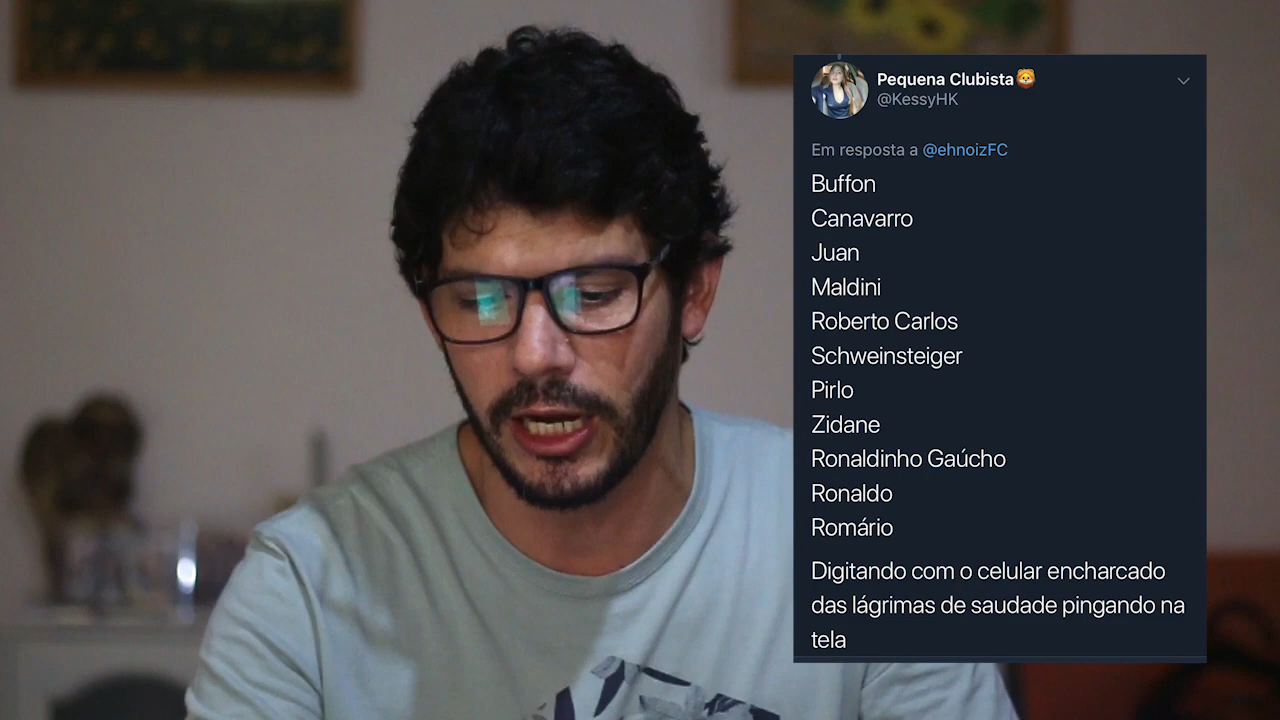 Pequena Clubista
@KessyHK
Em resposta a @ehnoizFC
Buffon
Canavarro
Juan
Maldini
Roberto Carlos
Schweinsteiger
Pirlo
Zidane
Ronaldinho Gaúcho
Ronaldo
Romário
Digitando com o celular encharcado
das lágrimas de saudade pingando na
tela